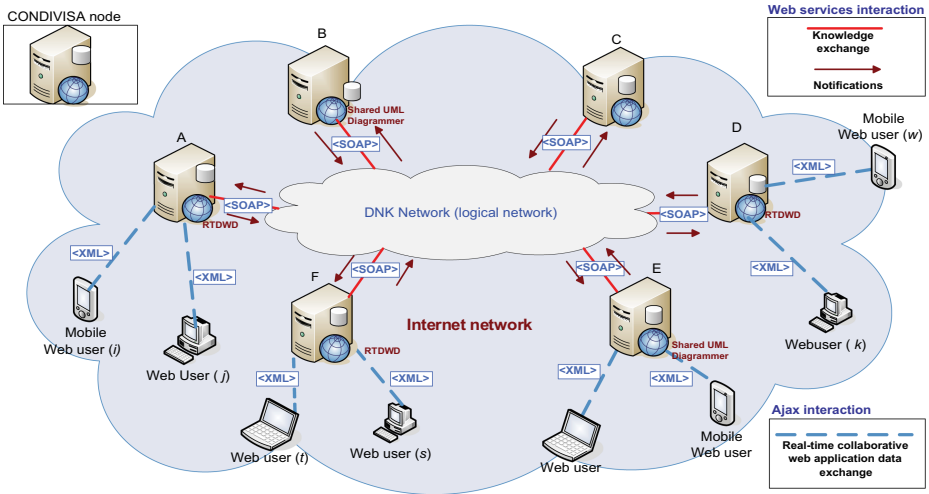 CONDIVISA node
Web services interaction
Knowledge
exchange
Notifications
B
Shared UML
Diagrammer
<SOAP>
C
<SOAP>
Mobile
Web user (w)
D
<XML>
RTDWD
<SOAP>
<XML>
Webuser ( k)
A
<SOAP>
RTDWD
<XML>
<XML>
Mobile
Web user (i)
Web User ( j)
DNK Network (logical network)
F
<SOAP>
RTDWD
<XML>
<XML>
Web user (t)
Web user (s)
Internet network
E
<SOAP>
Shared UML
Diagrammer
<XML>
<XML>
Web user
Mobile
Web user
Ajax interaction
Real-time collaborative
web application data
exchange